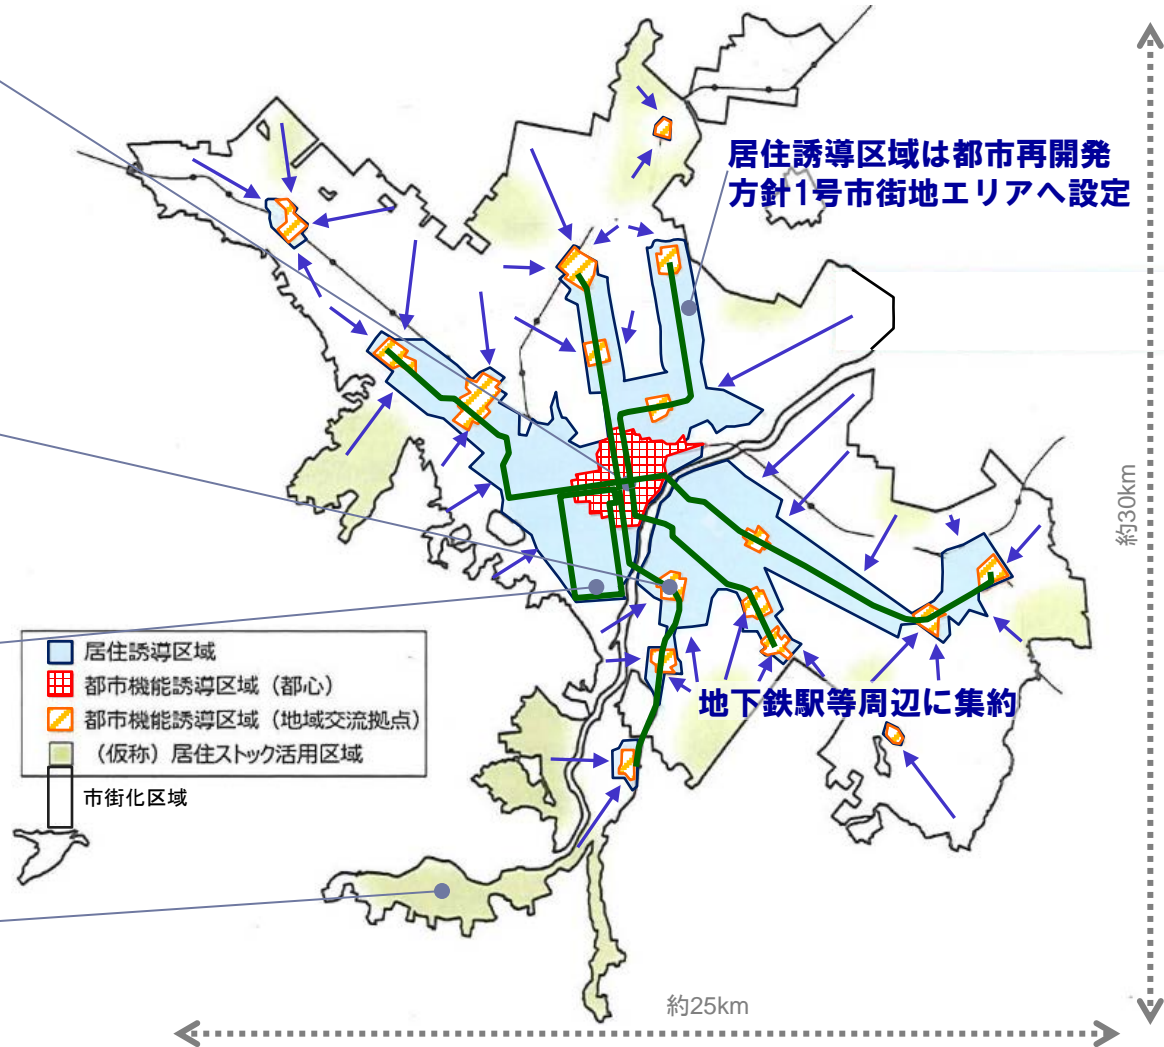 居住誘導区域は都市再開発
方針1号市街地エリアへ設定
約30km
居住誘導区域
都市機能誘導区域（都心）
都市機能誘導区域（地域交流拠点）
（仮称）居住ストック活用区域
市街化区域
地下鉄駅等周辺に集約
約25km